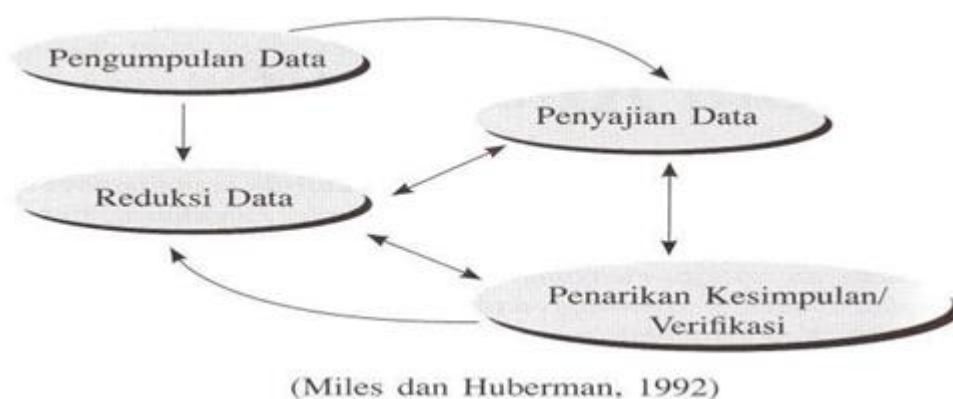 Pengumpulan Data
Penyajian Data
Reduksi Data
Penarikan Kesimpulan/
Verifikasi
(Miles dan Huberman, 1992)